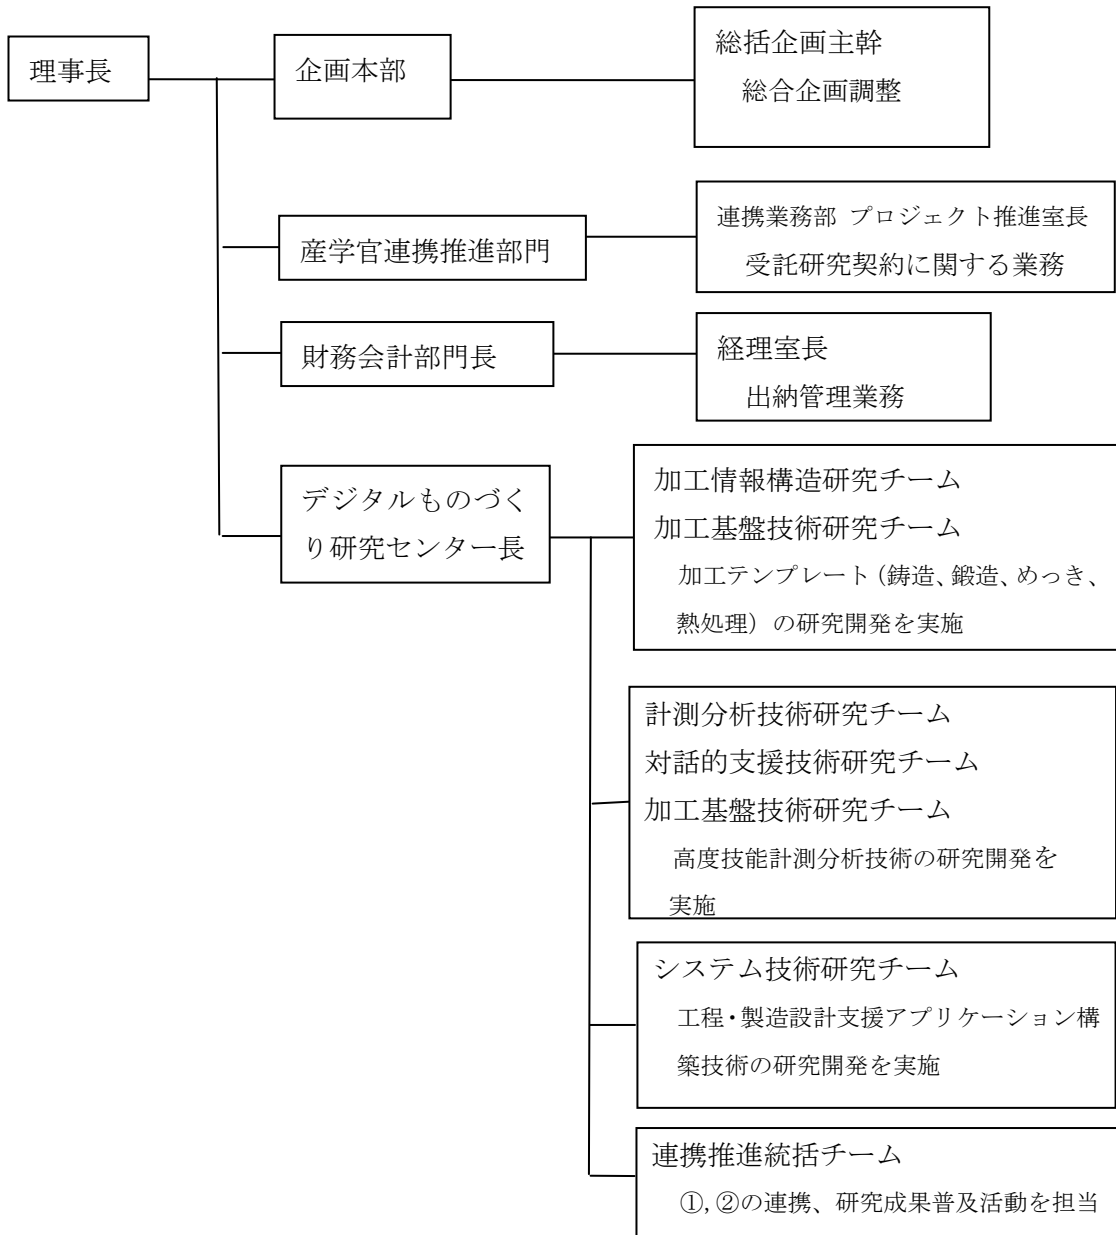 理事長
企画本部
総括企画主幹
総合企画調整
産学官連携推進部門
連携業務部 プロジェクト推進室長
受託研究契約に関する業務
財務会計部門長
経理室長
出納管理業務
デジタルものづく
り研究センター長
加工情報構造研究チーム
加工基盤技術研究チーム
加工テンプレート（鋳造、鍛造、めっき、
熱処理）の研究開発を実施
計測分析技術研究チーム
対話的支援技術研究チーム
加工基盤技術研究チーム
高度技能計測分析技術の研究開発を
実施
システム技術研究チーム
工程・製造設計支援アプリケーション構
築技術の研究開発を実施
連携推進統括チーム
①,②の連携、研究成果普及活動を担当